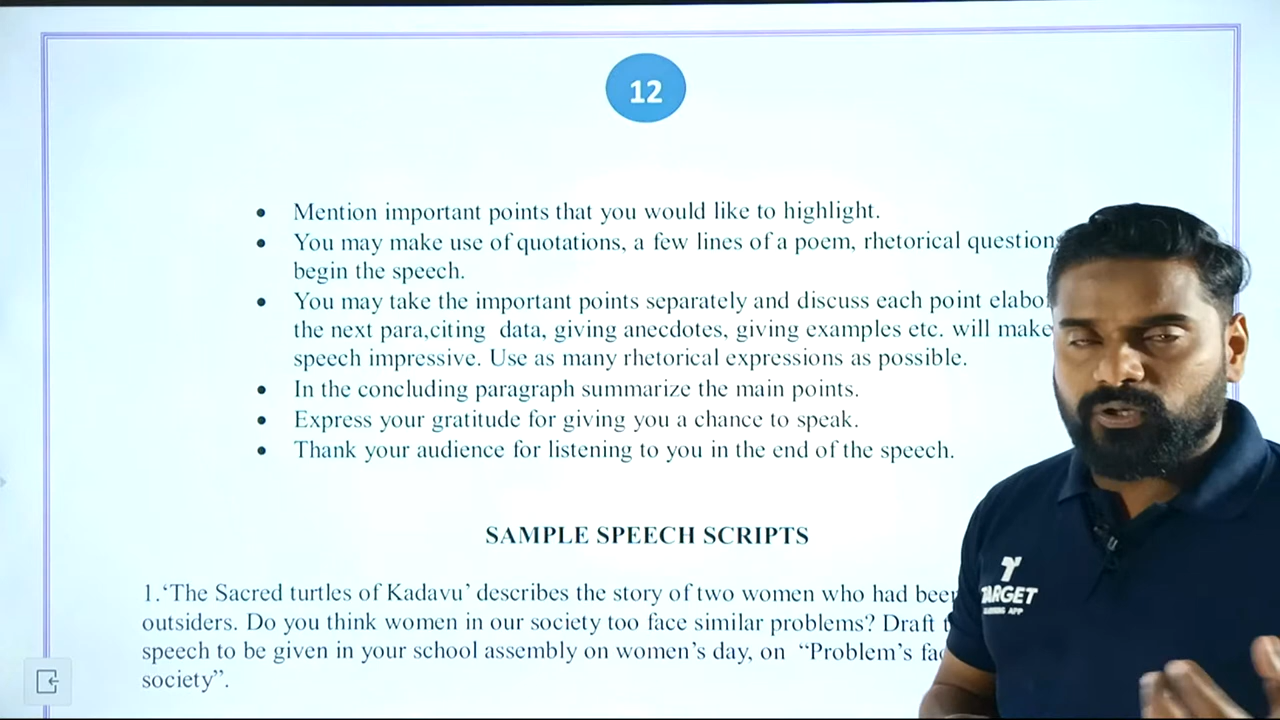 12
• Mention important points that you would like to highlight.
• You may make use of quotations, a few lines of a poem, rhetorical question
begin the speech.
• You may take the important points separately and discuss each point
the next para,citing data, giving anecdotes, giving examples etc. will make
speech impressive. Use as many rhetorical expressions as possible.
• In the concluding paragraph summarize the main points.
• Express your gratitude for giving you a chance to speak.
• Thank your audience for listening to you in the end of the speech.
SAMPLE SPEECH SCRIPTS
1.‘The Sacred turtles of Kadavu’ describes the story of two women who had
outsiders. Do you think women in our society too face similar problems? Draft
speech to be given in your school assembly on women’s day, on “Problem’s
society”.
TARGET
LEARNING APP